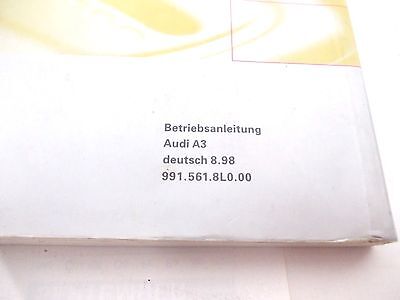 Betriebsanleitung
Audi A3
deutsch 8.98
991.561.8L0.00